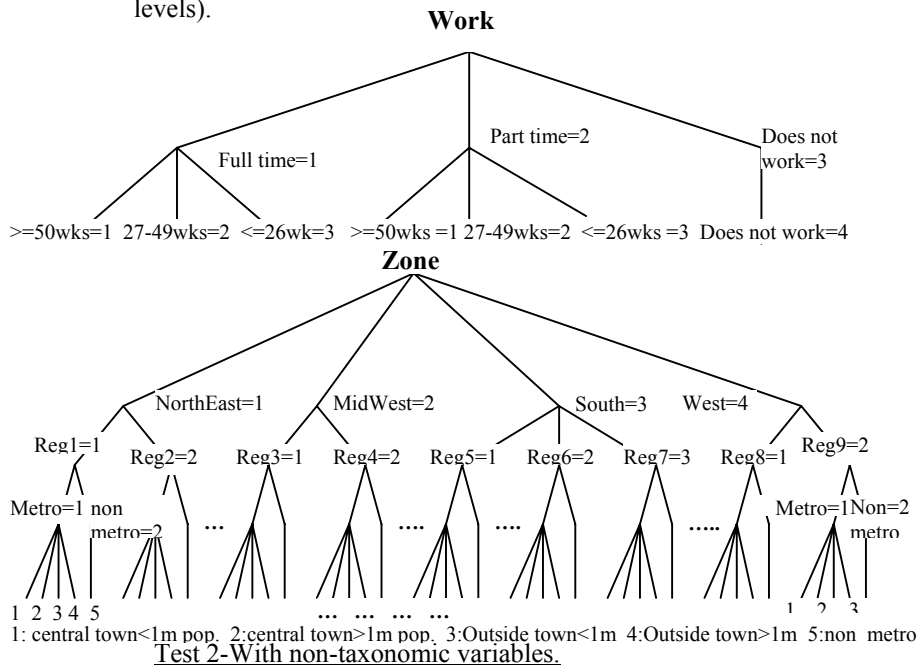 levels).
Work
Full time=1
Part time=2
Does not
work=3
>=50wks=1 27-49wks=2 <=26wk=3 >=50wks =1 27-49wks=2 <=26wks =3 Does not work=4
Zone
NorthEast=1 MidWest=2 South=3 West=4
Reg1=1 Reg2=2 Reg3=1 Reg4=2 Reg5=1 Reg6=2 Reg7=3 Reg8=1 Reg9=2
Metro=1 non
metro=2
... .... .... .....
Metro=1 Non=2
metro
1 2 3 4 5
... ... ... ...
1 2 3
1: central town<1m pop. 2:central town>1m pop. 3:Outside town<1m 4:Outside town>1m 5:non metro
Test 2-With non-taxonomic variables.